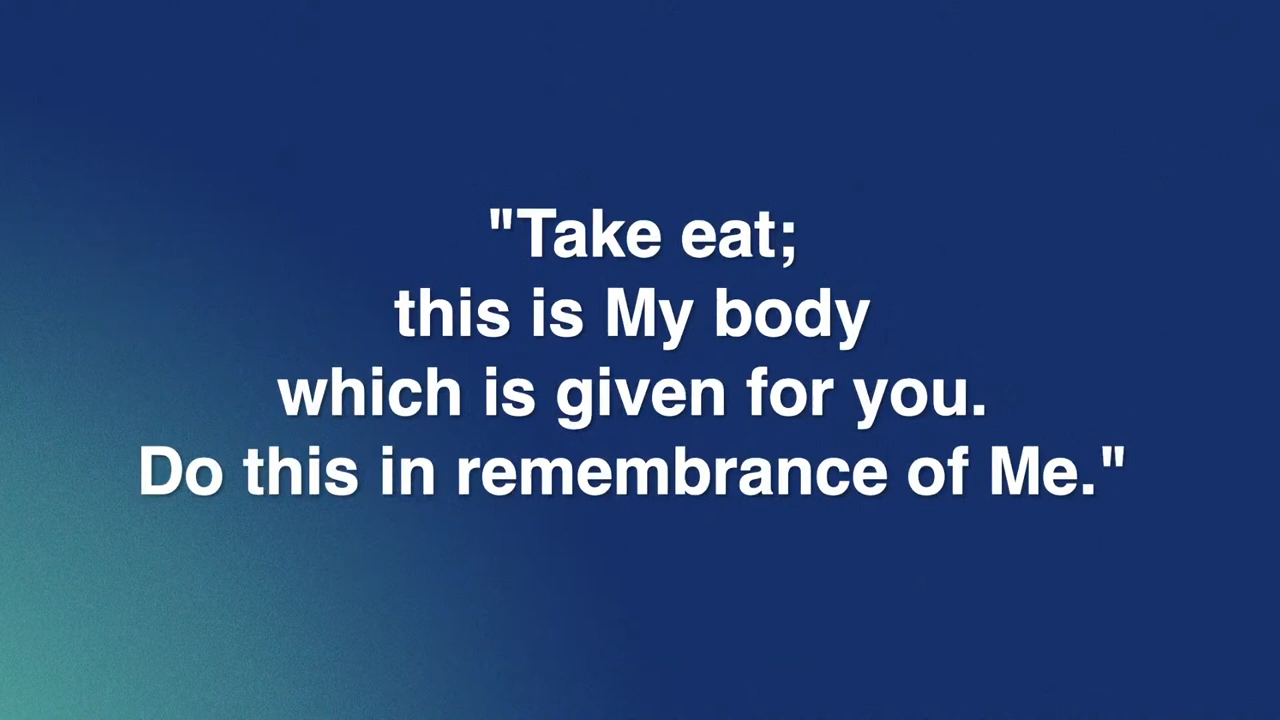 "Take eat;
this is My body
which is given for you.
Do this in remembrance of Me."